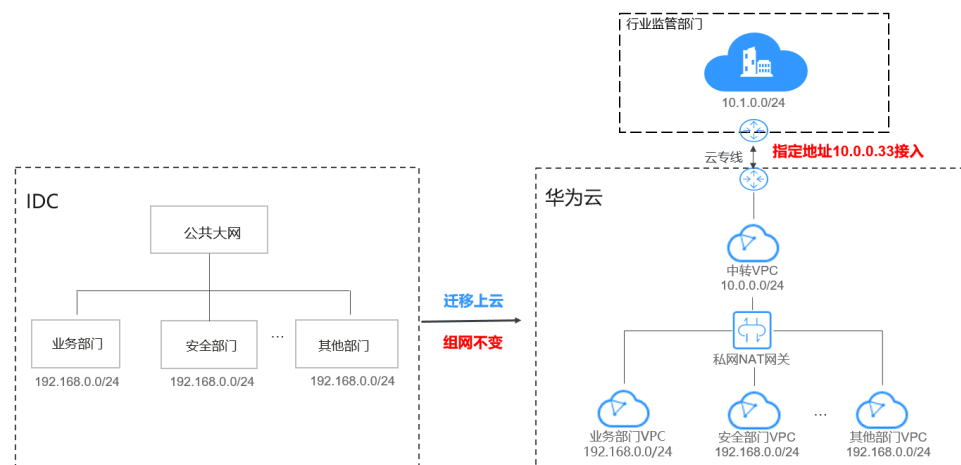 行业监管部门
10.1.0.0/24
云专线
指定地址10.0.0.33接入
IDC
公共大网
业务部门
安全部门
...
其他部门
192.168.0.0/24
192.168.0.0/24
192.168.0.0/24
迁移上云
组网不变
华为云
中转VPC
10.0.0.0/24
私网NAT网关
...
业务部门VPC
192.168.0.0/24
安全部门VPC
192.168.0.0/24
其他部门VPC
192.168.0.0/24